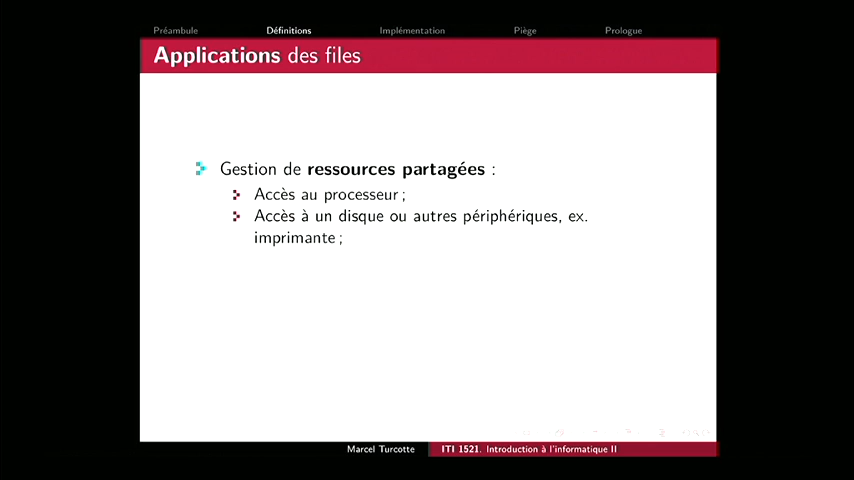 Préambule Définitions Implémentation Piège Prologue
Applications des files
Gestion de ressources partagées :
Accès au processeur ;
Accès à un disque ou autres périphériques, ex.
imprimante ;
Marcel Turcotte ITI 1521. Introduction à l'informatique II